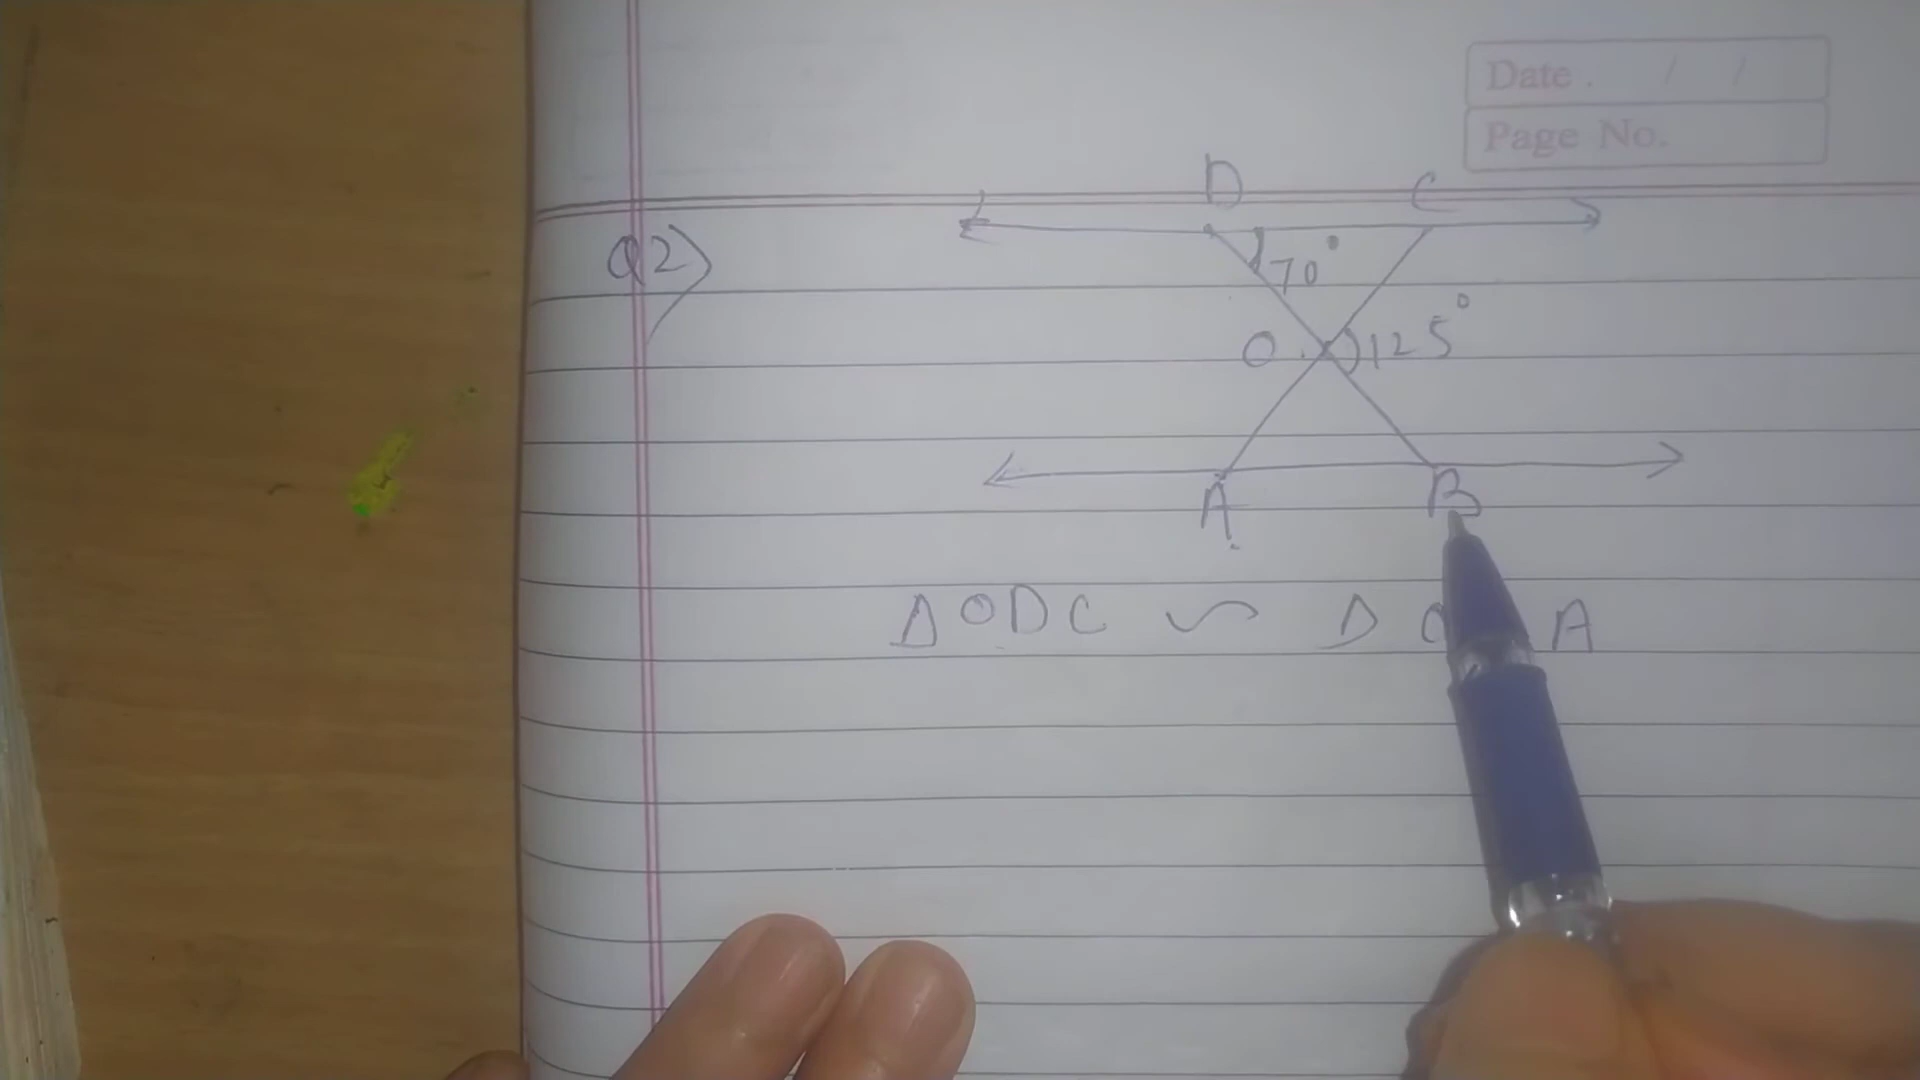 Date. / /
Page No.
D C
Q2)
70°
O 125°
A B
Δ ODC ~ Δ O A